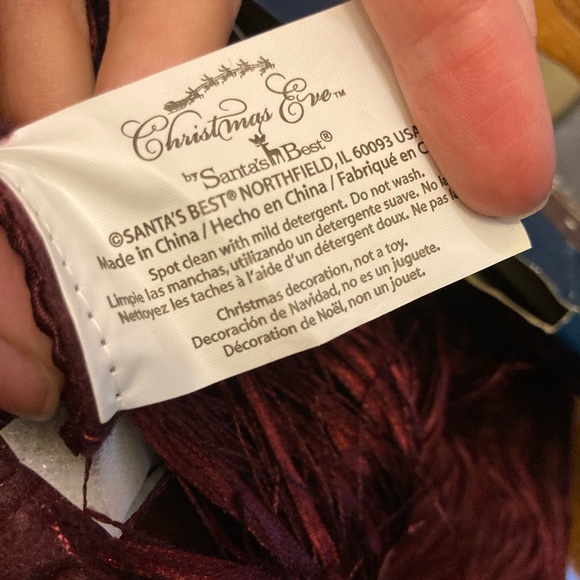 Christmas Eve™
by Santa's Best®
©SANTA'S BEST® NORTHFIELD, IL 60093 USA
Made in China / Hecho en China / Fabriqué en
Spot clean with mild detergent. Do not wash.
Limpie las manchas, utilizando un detergente suave. No
Nettoyez les taches à l'aide d'un détergent doux. Ne pas
Christmas decoration, not a toy.
Decoración de Navidad, no es un juguete.
Décoration de Noël, non un jouet.